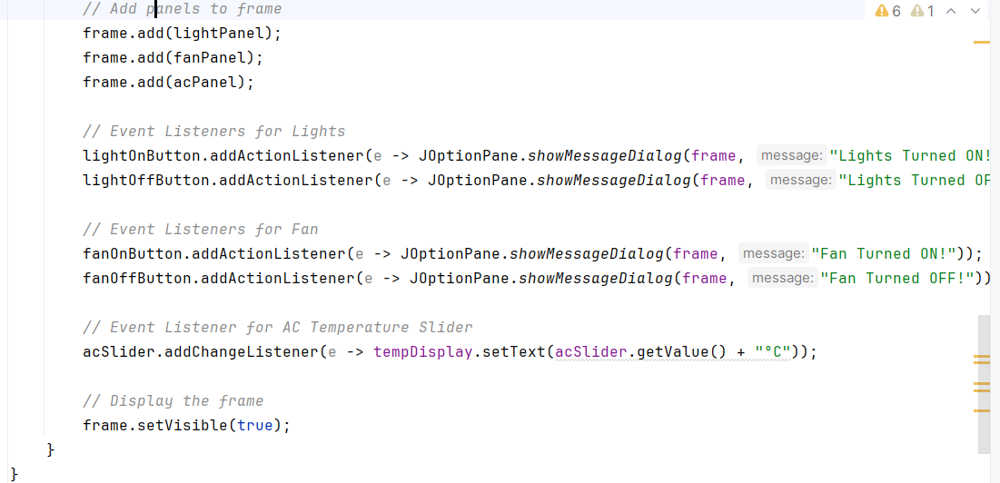 // Add panels to frame
6 1
frame.add(lightPanel);
frame.add(fanPanel);
frame.add(acPanel);
// Event Listeners for Lights
lightOnButton.addActionListener(e -> JOptionPane.showMessageDialog(frame, message: "Lights Turned ON!
lightOffButton.addActionListener(e -> JOptionPane.showMessageDialog(frame, message: "Lights Turned OF
// Event Listeners for Fan
fanOnButton.addActionListener(e -> JOptionPane.showMessageDialog(frame, message: "Fan Turned ON!"));
fanOffButton.addActionListener(e -> JOptionPane.showMessageDialog(frame, message: "Fan Turned OFF!"))
// Event Listener for AC Temperature Slider
acSlider.addChangeListener(e -> tempDisplay.setText(acSlider.getValue() + "°C"));
// Display the frame
frame.setVisible(true);
}
}